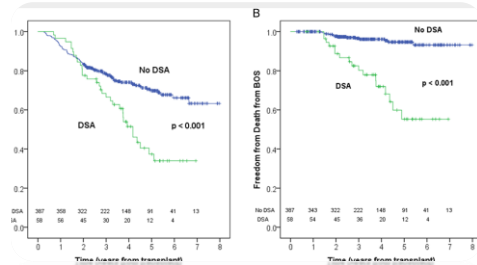 B
1.0
0.8
0.6
0.4
0.2
0.0
No DSA
DSA
p < 0.001
DSA 387 358 322 222 148 91 41 13
IA 58 56 45 30 20 12 4
0 1 2 3 4 5 6 7 8
Time (years from transplant)
Freedom from Death from BOS
1.0
0.8
0.6
0.4
0.2
0.0
No DSA
DSA
p < 0.001
No DSA 387 343 322 222 148 91 41 13
DSA 58 54 45 36 20 12 4
0 1 2 3 4 5 6 7 8
Time (years from transplant)